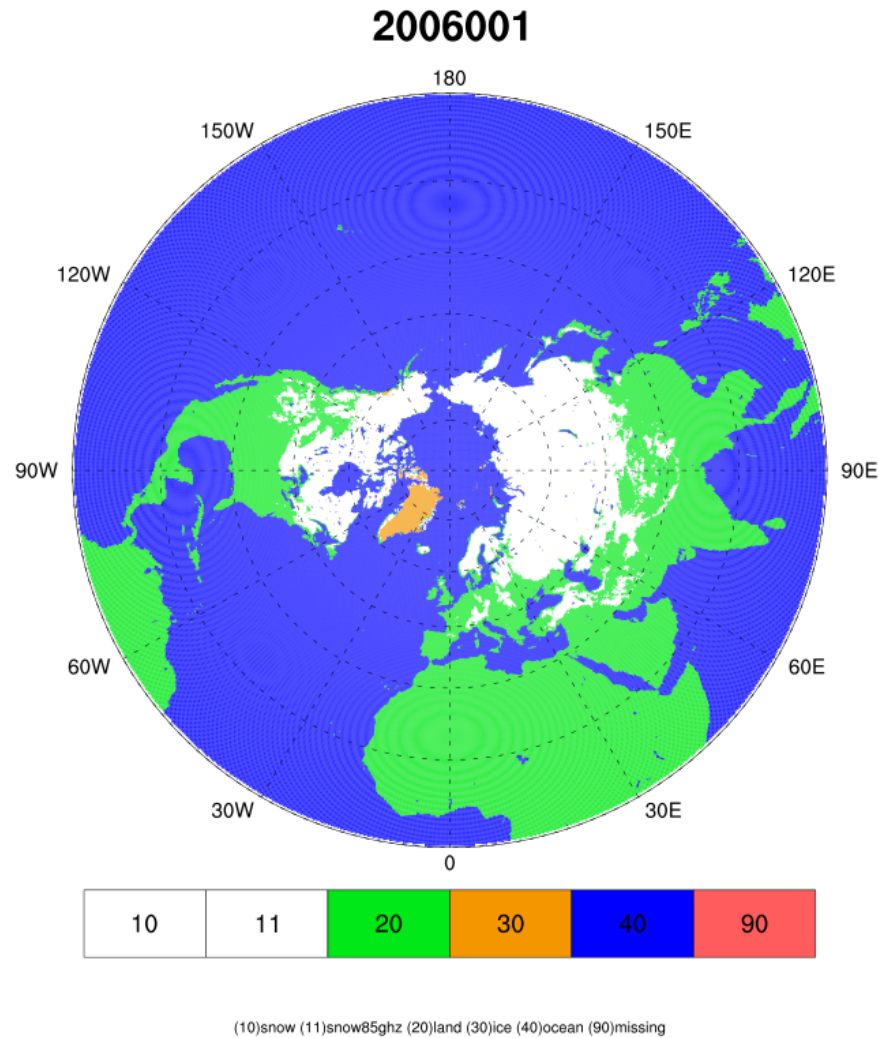 2006001
180
150W 150E
120W 120E
90W 90E
60W 60E
30W 30E
0
10 11 20 30 40 90
(10)snow (11)snow85ghz (20)land (30)ice (40)ocean (90)missing